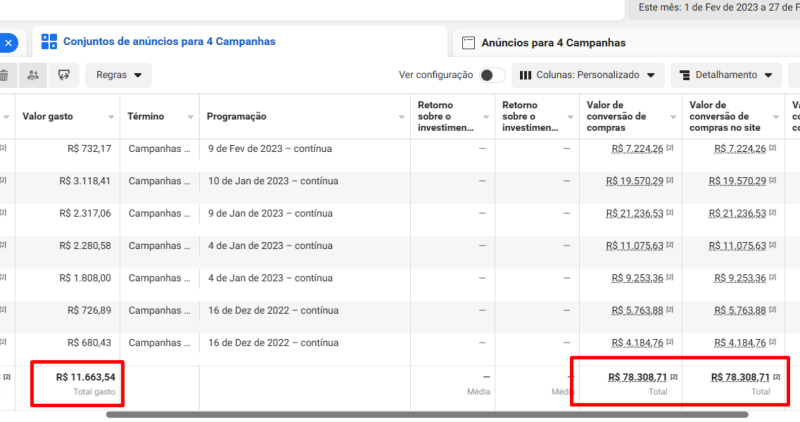 Este mês: 1 de Fev de 2023 a 27 de F
Conjuntos de anúncios para 4 Campanhas
Anúncios para 4 Campanhas
Regras
Ver configuração
Colunas: Personalizado
Detalhamento
Valor gasto Término Programação Retorno sobre o investimen... Retorno sobre o investimen... Valor de conversão de compras Valor de conversão de compras no site
[2] R$ 732,17 Campanhas ... 9 de Fev de 2023 – contínua — — R$ 7.224,26 [2] R$ 7.224,26 [2]
[2] R$ 3.118,41 Campanhas ... 10 de Jan de 2023 – contínua — — R$ 19.570,29 [2] R$ 19.570,29 [2]
[2] R$ 2.317,06 Campanhas ... 9 de Jan de 2023 – contínua — — R$ 21.236,53 [2] R$ 21.236,53 [2]
[2] R$ 2.280,58 Campanhas ... 4 de Jan de 2023 – contínua — — R$ 11.075,63 [2] R$ 11.075,63 [2]
[2] R$ 1.808,00 Campanhas ... 4 de Jan de 2023 – contínua — — R$ 9.253,36 [2] R$ 9.253,36 [2]
[2] R$ 726,89 Campanhas ... 16 de Dez de 2022 – contínua — — R$ 5.763,88 [2] R$ 5.763,88 [2]
[2] R$ 680,43 Campanhas ... 16 de Dez de 2022 – contínua — — R$ 4.184,76 [2] R$ 4.184,76 [2]
[2] R$ 11.663,54 — — R$ 78.308,71 [2] R$ 78.308,71 [2]
Total gasto Média Média Total Total